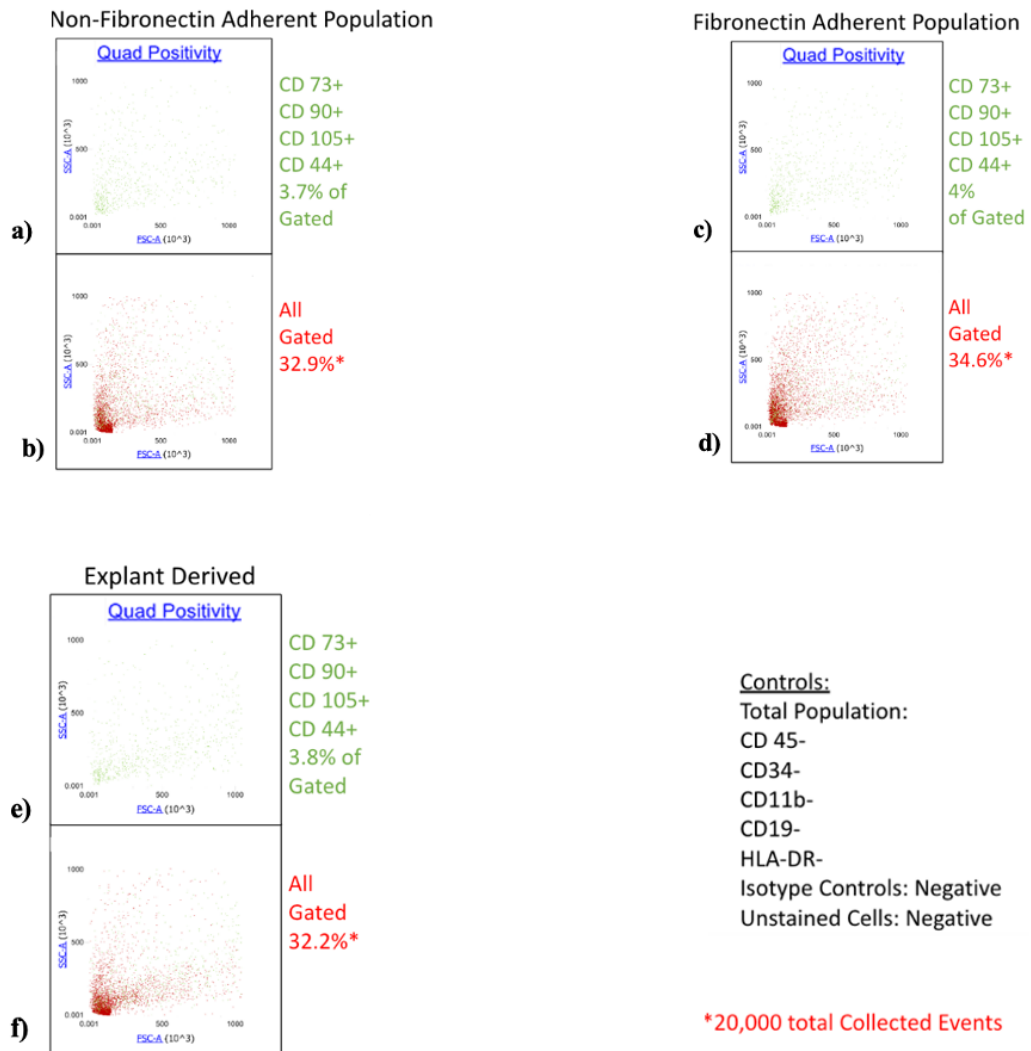 Non-Fibronectin Adherent Population
Quad Positivity
1000
500
0.001
SSC-A (10^3)
0.001 500 1000
FSC-A (10^3)
CD 73+
CD 90+
CD 105+
CD 44+
3.7% of
Gated
a)
1000
500
0.001
SSC-A (10^3)
0.001 500 1000
FSC-A (10^3)
All
Gated
32.9%*
b)
Fibronectin Adherent Population
Quad Positivity
1000
500
0.001
SSC-A (10^3)
0.001 500 1000
FSC-A (10^3)
CD 73+
CD 90+
CD 105+
CD 44+
4%
of Gated
c)
1000
500
0.001
SSC-A (10^3)
0.001 500 1000
FSC-A (10^3)
All
Gated
34.6%*
d)
Explant Derived
Quad Positivity
1000
500
0.001
SSC-A (10^3)
0.001 500 1000
FSC-A (10^3)
CD 73+
CD 90+
CD 105+
CD 44+
3.8% of
Gated
e)
1000
500
0.001
SSC-A (10^3)
0.001 500 1000
FSC-A (10^3)
All
Gated
32.2%*
f)
Controls:
Total Population:
CD 45-
CD34-
CD11b-
CD19-
HLA-DR-
Isotype Controls: Negative
Unstained Cells: Negative
*20,000 total Collected Events